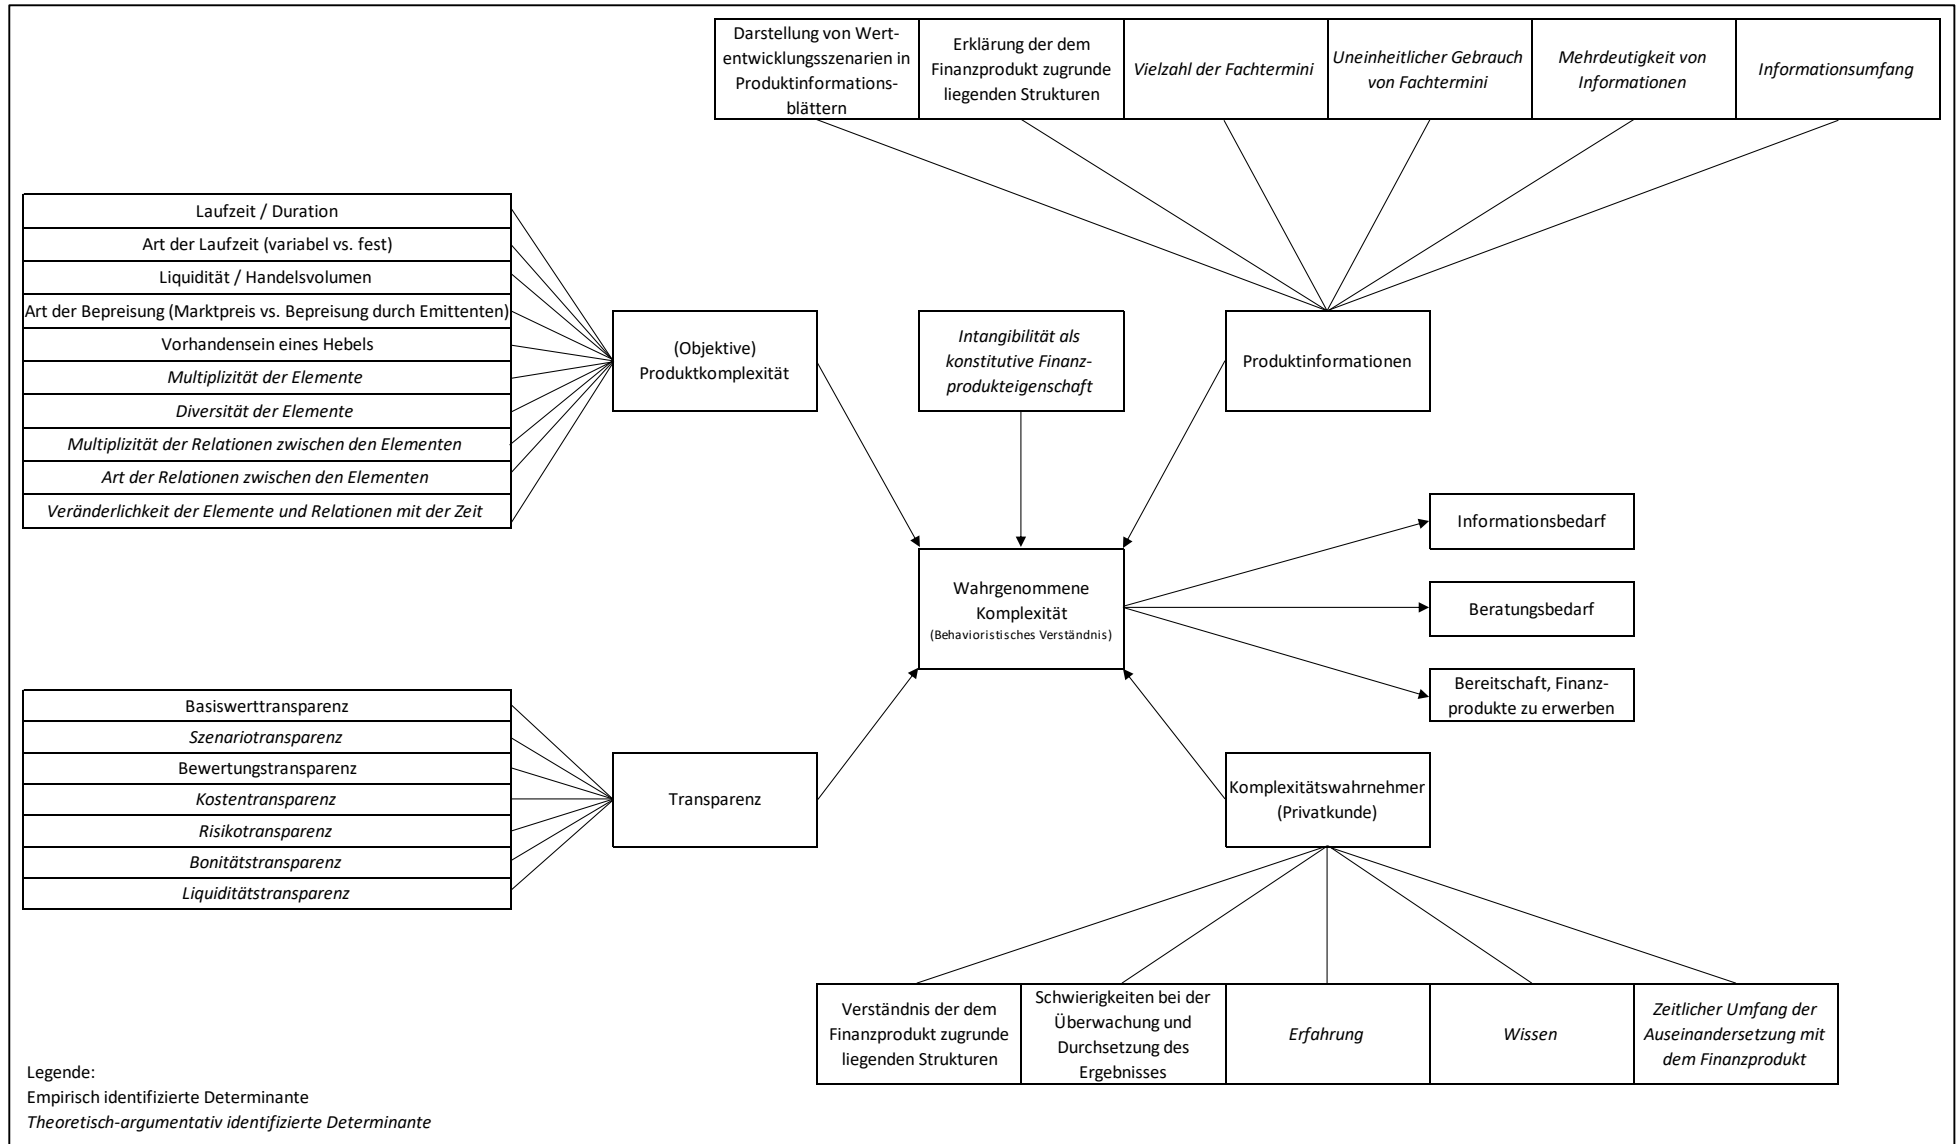 Darstellung von Wert-
entwicklungsszenarien in
Produktinformations-
blättern
Erklärung der dem
Finanzprodukt zugrunde
liegenden Strukturen
Vielzahl der Fachtermini
Uneinheitlicher Gebrauch
von Fachtermini
Mehrdeutigkeit von
Informationen
Informationsumfang
Laufzeit / Duration
Art der Laufzeit (variabel vs. fest)
Liquidität / Handelsvolumen
Art der Bepreisung (Marktpreis vs. Bepreisung durch Emittenten)
Vorhandensein eines Hebels
Multiplizität der Elemente
Diversität der Elemente
Multiplizität der Relationen zwischen den Elementen
Art der Relationen zwischen den Elementen
Veränderlichkeit der Elemente und Relationen mit der Zeit
(Objektive)
Produktkomplexität
Intangibilität als
konstitutive Finanz-
produkteigenschaft
Produktinformationen
Wahrgenommene
Komplexität
(Behavioristisches Verständnis)
Informationsbedarf
Beratungsbedarf
Bereitschaft, Finanz-
produkte zu erwerben
Basiswerttransparenz
Szenariotransparenz
Bewertungstransparenz
Kostentransparenz
Risikotransparenz
Bonitätstransparenz
Liquiditätstransparenz
Transparenz
Komplexitätswahrnehmer
(Privatkunde)
Verständnis der dem
Finanzprodukt zugrunde
liegenden Strukturen
Schwierigkeiten bei der
Überwachung und
Durchsetzung des
Ergebnisses
Erfahrung
Wissen
Zeitlicher Umfang der
Auseinandersetzung mit
dem Finanzprodukt
Legende:
Empirisch identifizierte Determinante
Theoretisch-argumentativ identifizierte Determinante